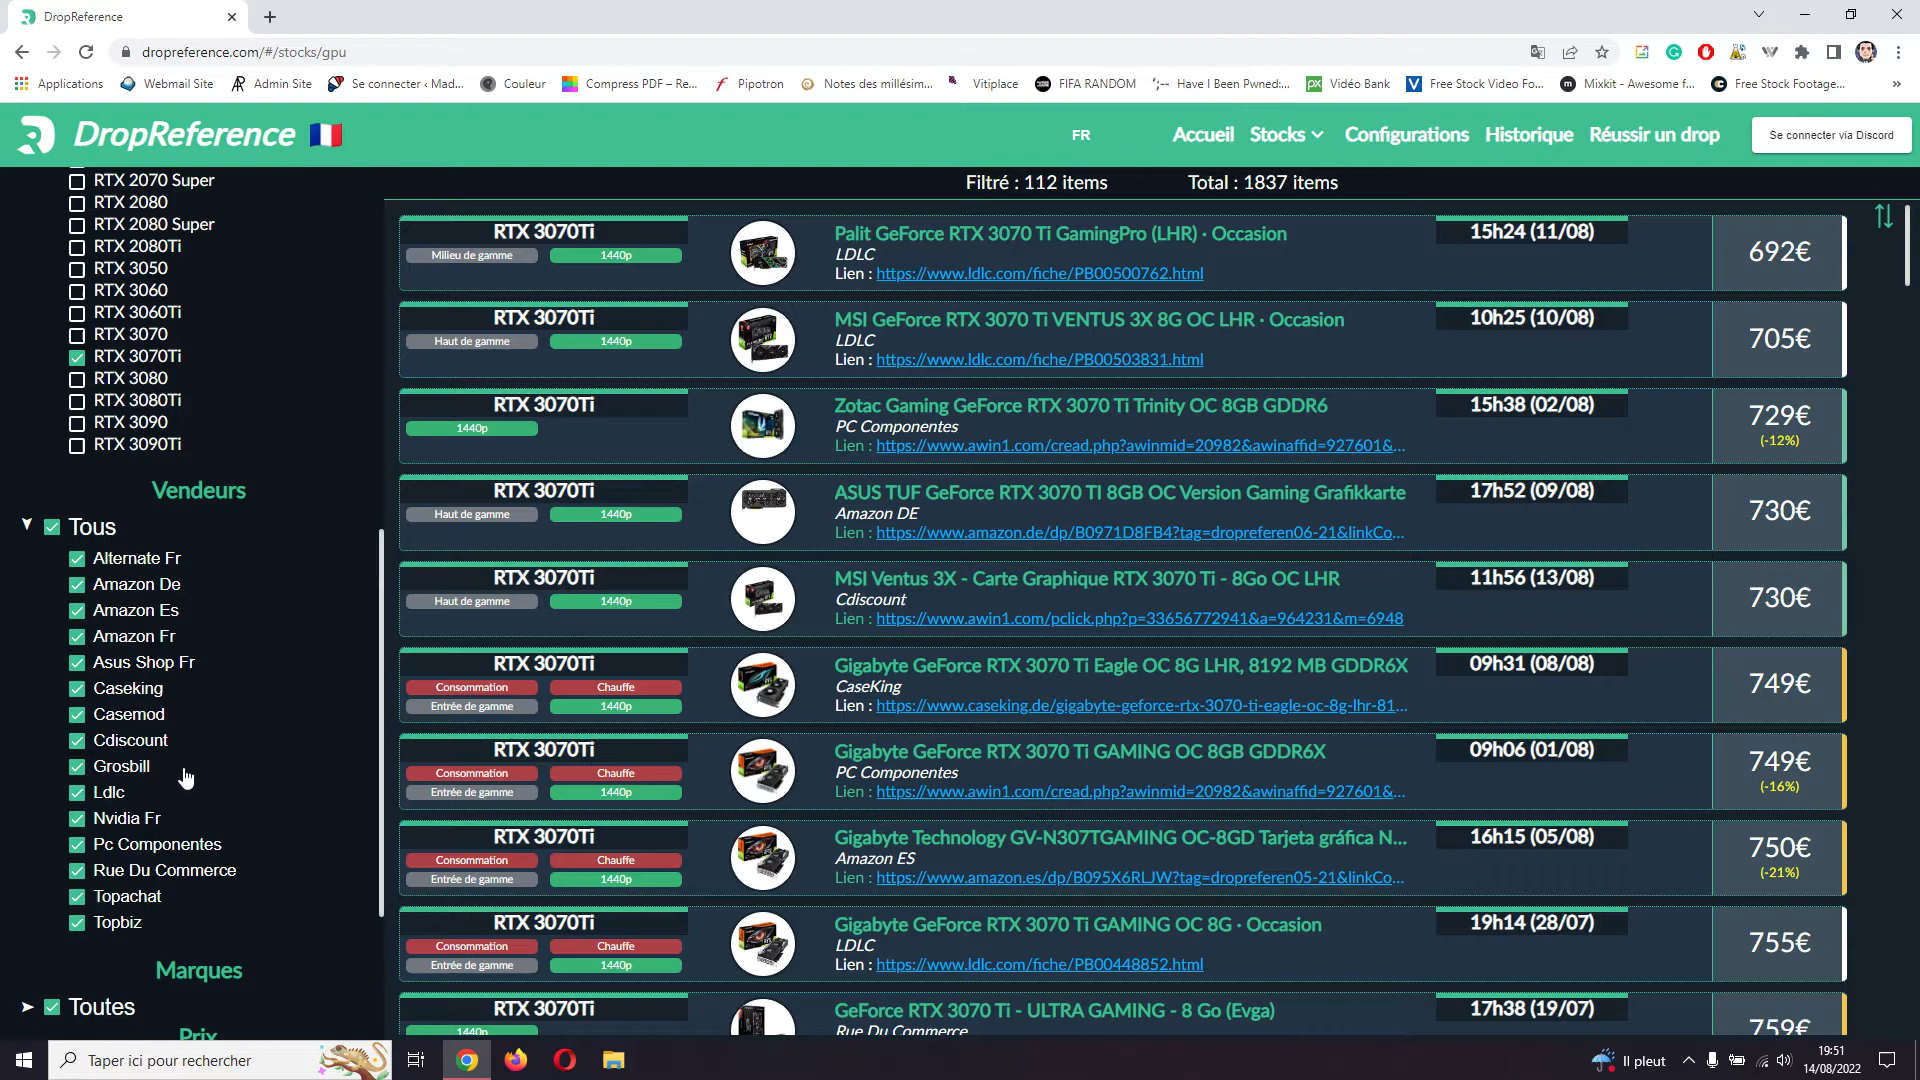 DropReference
dropreference.com/#/stocks/gpu
Applications
Webmail Site
Admin Site
Se connecter ‹ Mad...
Couleur
Compress PDF – Re...
Pipotron
Notes des millésim...
Vitiplace
FIFA RANDOM
Have I Been Pwned:...
Vidéo Bank
Free Stock Video Fo...
Mixkit - Awesome f...
Free Stock Footage...
DropReference
FR
Accueil
Stocks
Configurations
Historique
Réussir un drop
Se connecter via Discord
RTX 2070 Super
RTX 2080
RTX 2080 Super
RTX 2080Ti
RTX 3050
RTX 3060
RTX 3060Ti
RTX 3070
RTX 3070Ti
RTX 3080
RTX 3080Ti
RTX 3090
RTX 3090Ti
Vendeurs
Tous
Alternate Fr
Amazon De
Amazon Es
Amazon Fr
Asus Shop Fr
Caseking
Casemod
Cdiscount
Grosbill
Ldlc
Nvidia Fr
Pc Componentes
Rue Du Commerce
Topachat
Topbiz
Marques
Toutes
Prix
Filtré : 112 items
Total : 1837 items
RTX 3070Ti
Milieu de gamme
1440p
Palit GeForce RTX 3070 Ti GamingPro (LHR) · Occasion
LDLC
Lien : https://www.ldlc.com/fiche/PB00500762.html
15h24 (11/08)
692€
RTX 3070Ti
Haut de gamme
1440p
MSI GeForce RTX 3070 Ti VENTUS 3X 8G OC LHR · Occasion
LDLC
Lien : https://www.ldlc.com/fiche/PB00503831.html
10h25 (10/08)
705€
RTX 3070Ti
1440p
Zotac Gaming GeForce RTX 3070 Ti Trinity OC 8GB GDDR6
PC Componentes
Lien : https://www.awin1.com/cread.php?awinmid=20982&awinaffid=927601&...
15h38 (02/08)
729€
(-12%)
RTX 3070Ti
Haut de gamme
1440p
ASUS TUF GeForce RTX 3070 TI 8GB OC Version Gaming Grafikkarte
Amazon DE
Lien : https://www.amazon.de/dp/B0971D8FB4?tag=dropreferen06-21&linkCo...
17h52 (09/08)
730€
RTX 3070Ti
Haut de gamme
1440p
MSI Ventus 3X - Carte Graphique RTX 3070 Ti - 8Go OC LHR
Cdiscount
Lien : https://www.awin1.com/pclick.php?p=33656772941&a=964231&m=6948
11h56 (13/08)
730€
RTX 3070Ti
Consommation
Chauffe
Entrée de gamme
1440p
Gigabyte GeForce RTX 3070 Ti Eagle OC 8G LHR, 8192 MB GDDR6X
CaseKing
Lien : https://www.caseking.de/gigabyte-geforce-rtx-3070-ti-eagle-oc-8g-lhr-81...
09h31 (08/08)
749€
RTX 3070Ti
Consommation
Chauffe
Entrée de gamme
1440p
Gigabyte GeForce RTX 3070 Ti GAMING OC 8GB GDDR6X
PC Componentes
Lien : https://www.awin1.com/cread.php?awinmid=20982&awinaffid=927601&...
09h06 (01/08)
749€
(-16%)
RTX 3070Ti
Consommation
Chauffe
Entrée de gamme
1440p
Gigabyte Technology GV-N307TGAMING OC-8GD Tarjeta gráfica N...
Amazon ES
Lien : https://www.amazon.es/dp/B095X6RLJW?tag=dropreferen05-21&linkCo...
16h15 (05/08)
750€
(-21%)
RTX 3070Ti
Consommation
Chauffe
Entrée de gamme
1440p
Gigabyte GeForce RTX 3070 Ti GAMING OC 8G · Occasion
LDLC
Lien : https://www.ldlc.com/fiche/PB00448852.html
19h14 (28/07)
755€
RTX 3070Ti
1440p
GeForce RTX 3070 Ti - ULTRA GAMING - 8 Go (Evga)
Rue Du Commerce
17h38 (19/07)
759€
Taper ici pour rechercher
Il pleut
19:51
14/08/2022